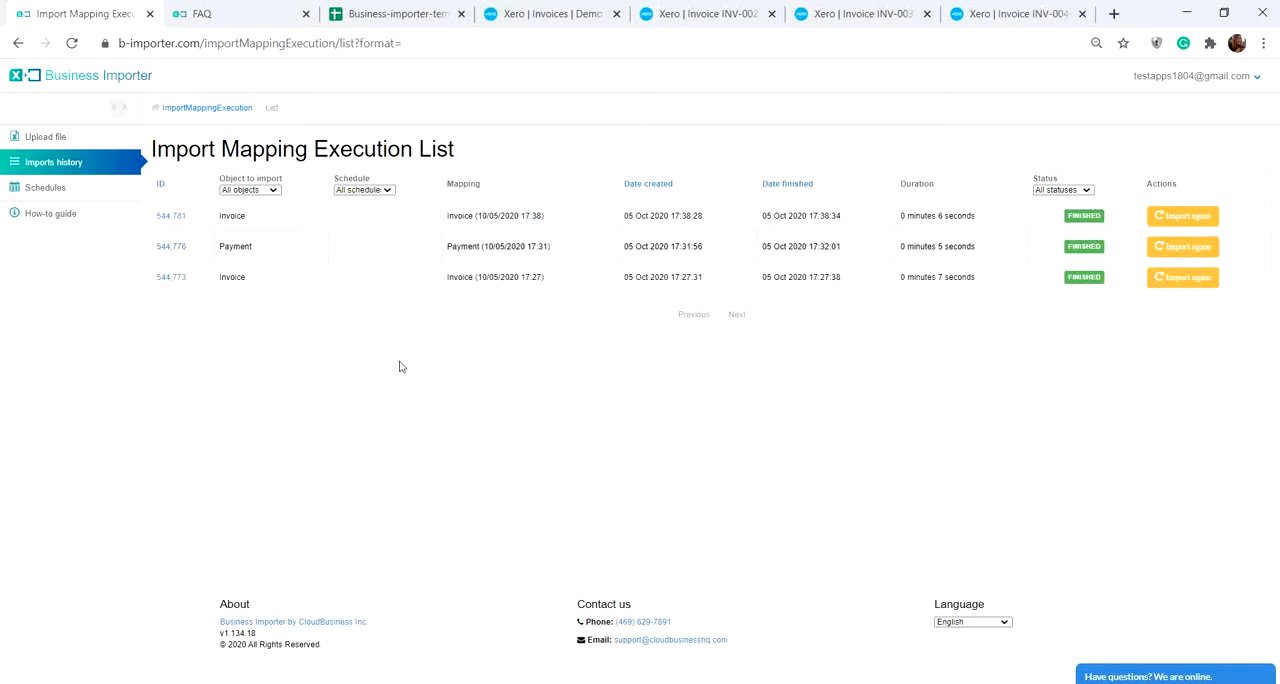 Import Mapping Execu
FAQ
Business-importer-tem
Xero | Invoices | Demo
Xero | Invoice INV-002
Xero | Invoice INV-003
Xero | Invoice INV-004
b-importer.com/importMappingExecution/list?format=
Business Importer
testapps1804@gmail.com
ImportMappingExecution List
Upload file
Imports history
Schedules
How-to guide
Import Mapping Execution List
ID Object to import Schedule Mapping Date created Date finished Duration Status Actions
All objects All schedules All statuses
544,781 Invoice Invoice (10/05/2020 17:38) 05 Oct 2020 17:38:28 05 Oct 2020 17:38:34 0 minutes 6 seconds FINISHED Import again
544,776 Payment Payment (10/05/2020 17:31) 05 Oct 2020 17:31:56 05 Oct 2020 17:32:01 0 minutes 5 seconds FINISHED Import again
544,773 Invoice Invoice (10/05/2020 17:27) 05 Oct 2020 17:27:31 05 Oct 2020 17:27:38 0 minutes 7 seconds FINISHED Import again
Previous Next
About
Business Importer by CloudBusiness Inc.
v1.134.18
© 2020 All Rights Reserved
Contact us
Phone: (469) 629-7891
Email: support@cloudbusinesshq.com
Language
English
Have questions? We are online.